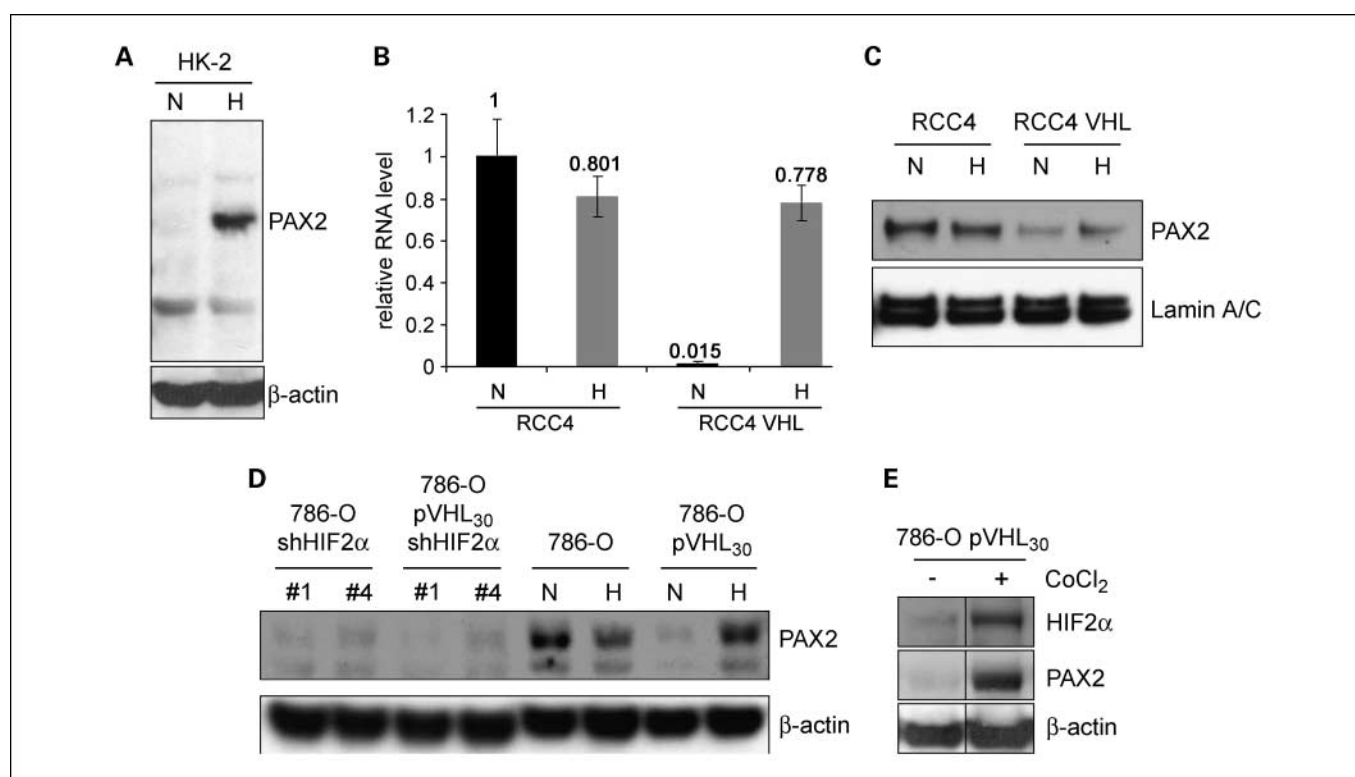 A
HK-2
N H
PAX2
β-actin
B
relative RNA level
1.2
1
0.8
0.6
0.4
0.2
0
1
0.801
0.015
0.778
N H N H
RCC4 RCC4 VHL
C
RCC4 RCC4 VHL
N H N H
PAX2
Lamin A/C
D
786-O shHIF2α
786-O pVHL30 shHIF2α
786-O
786-O pVHL30
#1 #4 #1 #4 N H N H
PAX2
β-actin
E
786-O pVHL30
- + CoCl2
HIF2α
PAX2
β-actin